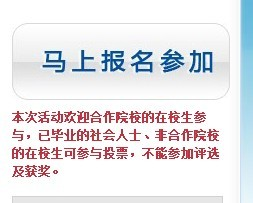 马上报名参加
本次活动欢迎合作院校的在校生参
与，已毕业的社会人士、非合作院校
的在校生可参与投票，不能参加评选
及获奖。